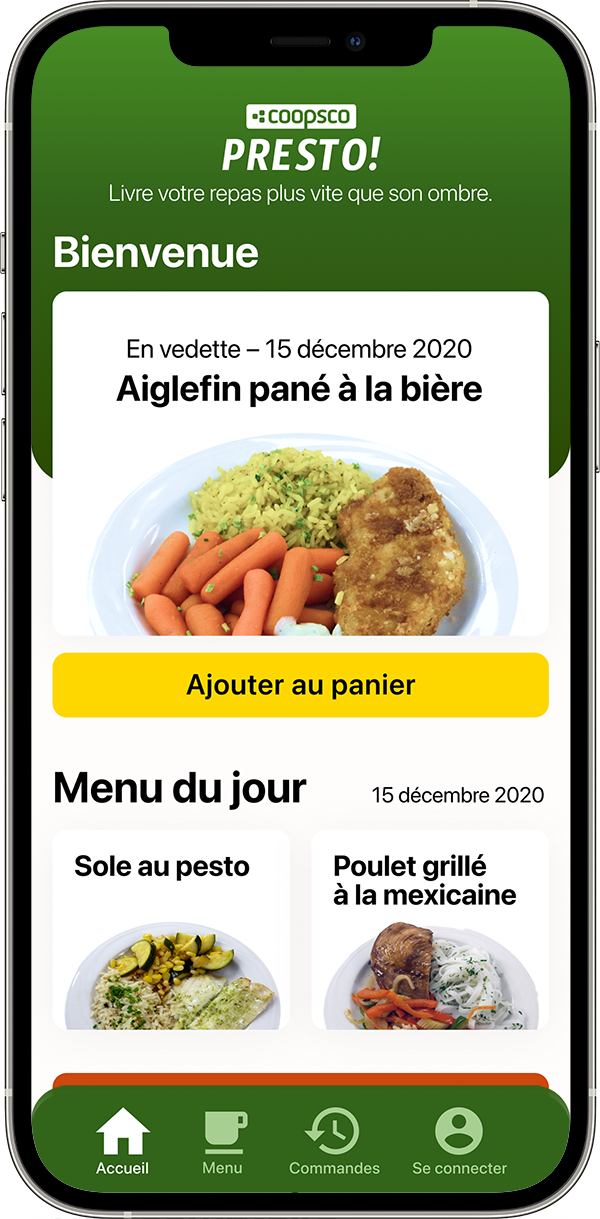 coopsco
PRESTO!
Livre votre repas plus vite que son ombre.
Bienvenue
En vedette – 15 décembre 2020
Aiglefin pané à la bière
Ajouter au panier
Menu du jour
15 décembre 2020
Sole au pesto
Poulet grillé
à la mexicaine
Accueil
Menu
Commandes
Se connecter